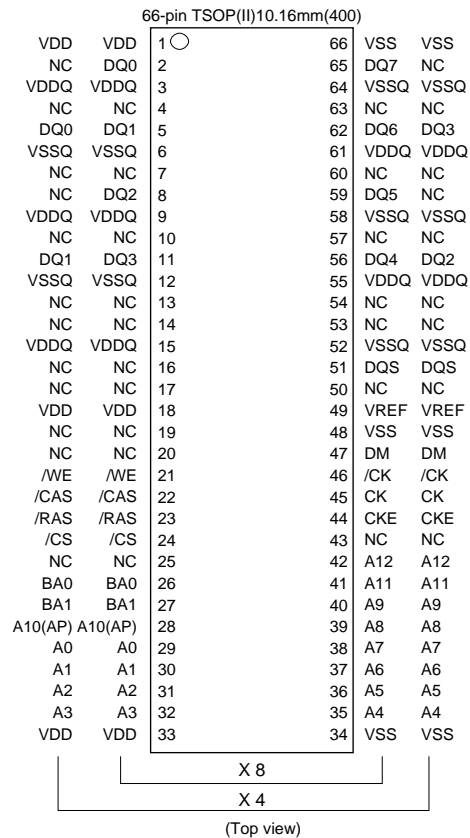 66-pin TSOP(II)10.16mm(400)
VDD VDD 1 66 VSS VSS
NC DQ0 2 65 DQ7 NC
VDDQ VDDQ 3 64 VSSQ VSSQ
NC NC 4 63 NC NC
DQ0 DQ1 5 62 DQ6 DQ3
VSSQ VSSQ 6 61 VDDQ VDDQ
NC NC 7 60 NC NC
NC DQ2 8 59 DQ5 NC
VDDQ VDDQ 9 58 VSSQ VSSQ
NC NC 10 57 NC NC
DQ1 DQ3 11 56 DQ4 DQ2
VSSQ VSSQ 12 55 VDDQ VDDQ
NC NC 13 54 NC NC
NC NC 14 53 NC NC
VDDQ VDDQ 15 52 VSSQ VSSQ
NC NC 16 51 DQS DQS
NC NC 17 50 NC NC
VDD VDD 18 49 VREF VREF
NC NC 19 48 VSS VSS
NC NC 20 47 DM DM
/WE /WE 21 46 /CK /CK
/CAS /CAS 22 45 CK CK
/RAS /RAS 23 44 CKE CKE
/CS /CS 24 43 NC NC
NC NC 25 42 A12 A12
BA0 BA0 26 41 A11 A11
BA1 BA1 27 40 A9 A9
A10(AP) A10(AP) 28 39 A8 A8
A0 A0 29 38 A7 A7
A1 A1 30 37 A6 A6
A2 A2 31 36 A5 A5
A3 A3 32 35 A4 A4
VDD VDD 33 34 VSS VSS
X 8
X 4
(Top view)